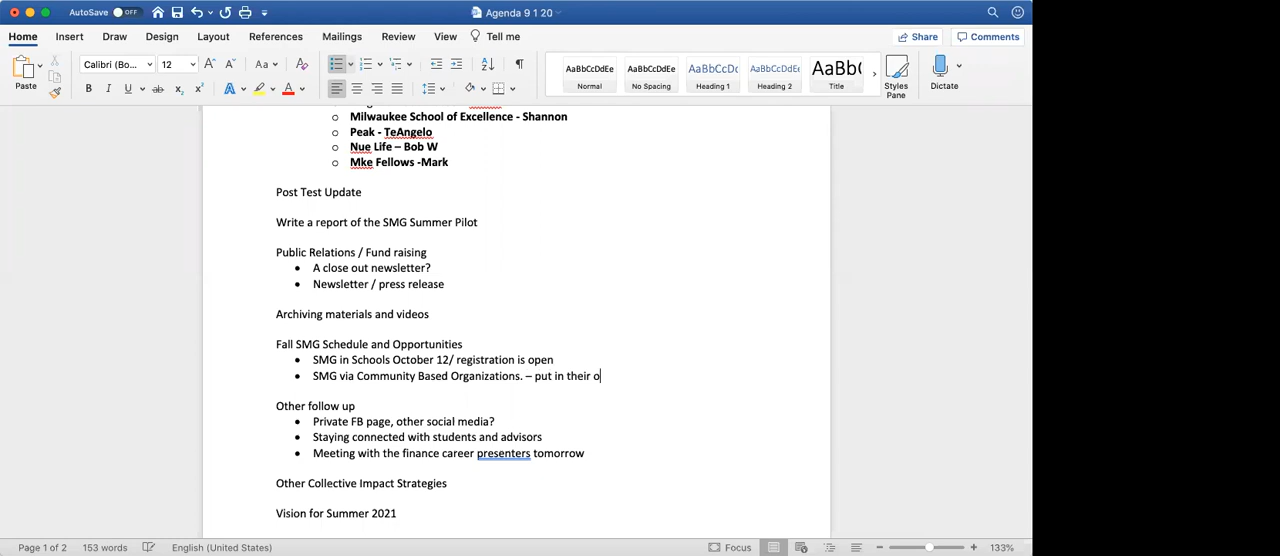 AutoSave OFF Agenda 9 1 20
Home Insert Draw Design Layout References Mailings Review View Tell me Share Comments
Calibri (Bo... 12 Aa
AaBbCcDdEe AaBbCcDdEe AaBbCcDc AaBbCcDdEe AaBb(
Paste B I U ab x₂ x² A A Normal No Spacing Heading 1 Heading 2 Title Styles Pane Dictate
Milwaukee School of Excellence - Shannon
Peak - TeAngelo
Nue Life – Bob W
Mke Fellows -Mark
Post Test Update
Write a report of the SMG Summer Pilot
Public Relations / Fund raising
• A close out newsletter?
• Newsletter / press release
Archiving materials and videos
Fall SMG Schedule and Opportunities
• SMG in Schools October 12/ registration is open
• SMG via Community Based Organizations. – put in their o
Other follow up
• Private FB page, other social media?
• Staying connected with students and advisors
• Meeting with the finance career presenters tomorrow
Other Collective Impact Strategies
Vision for Summer 2021
Page 1 of 2 153 words English (United States) Focus 133%